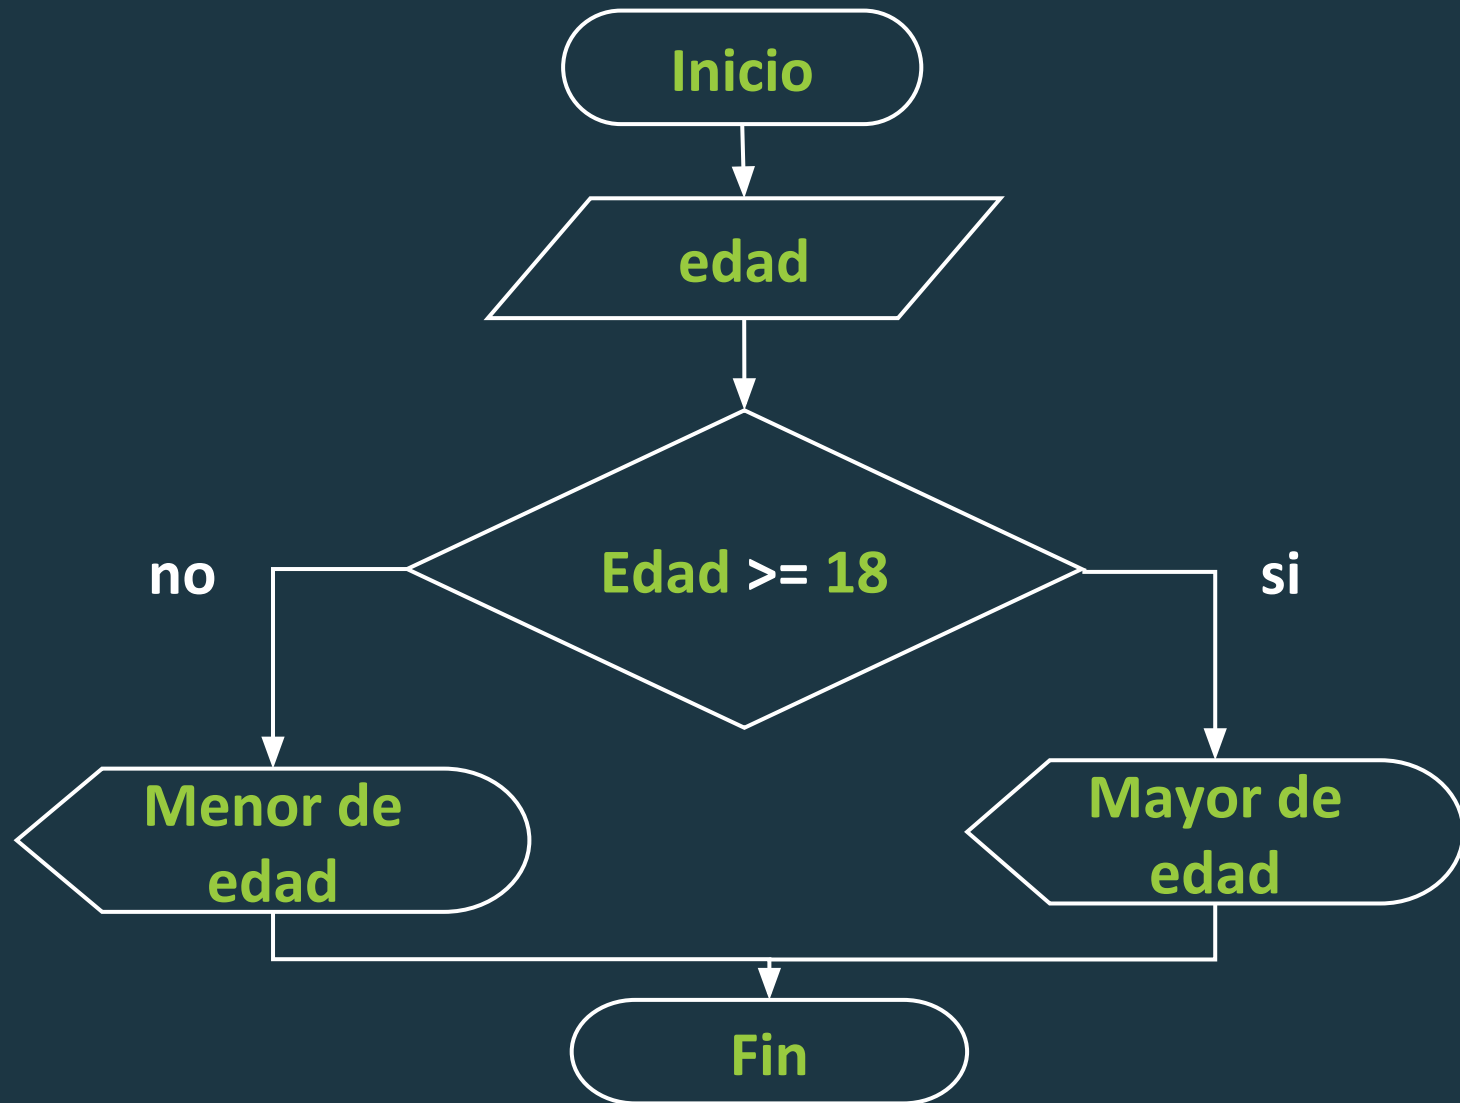 Inicio
edad
no
Edad >= 18
si
Menor de
edad
Mayor de
edad
Fin